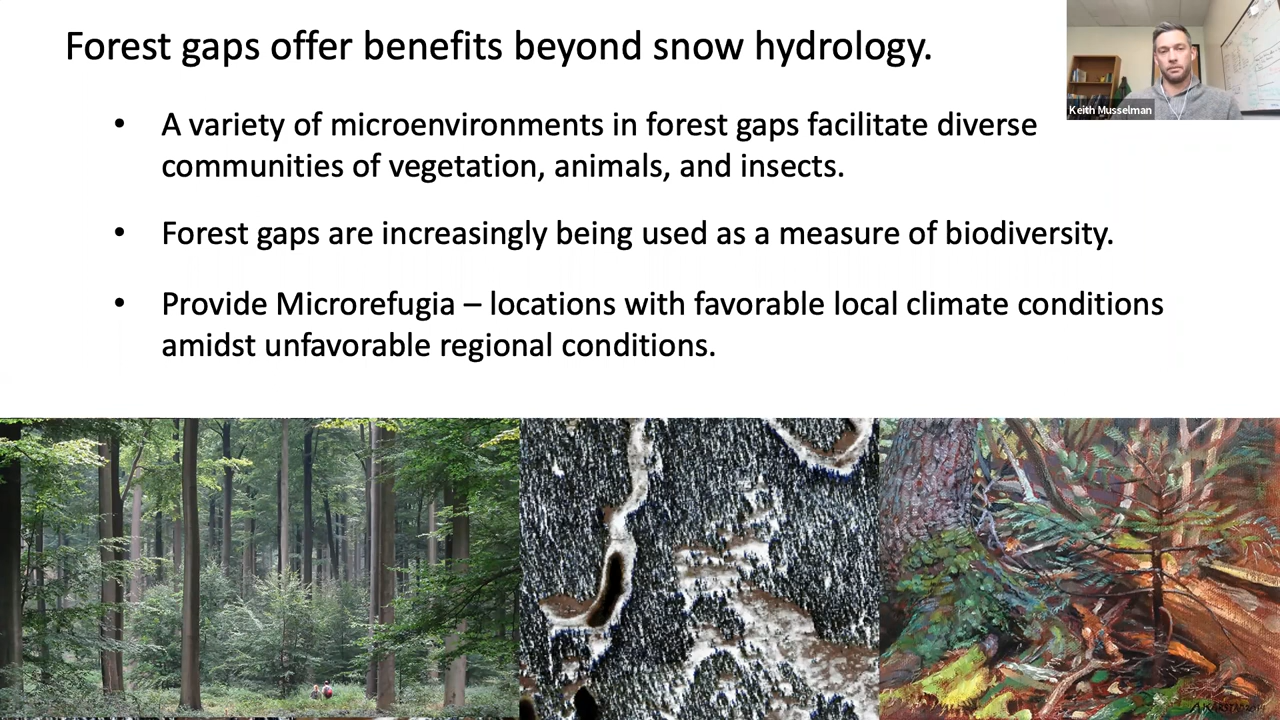 Forest gaps offer benefits beyond snow hydrology.
Keith Musselman
• A variety of microenvironments in forest gaps facilitate diverse
communities of vegetation, animals, and insects.
• Forest gaps are increasingly being used as a measure of biodiversity.
• Provide Microrefugia – locations with favorable local climate conditions
amidst unfavorable regional conditions.